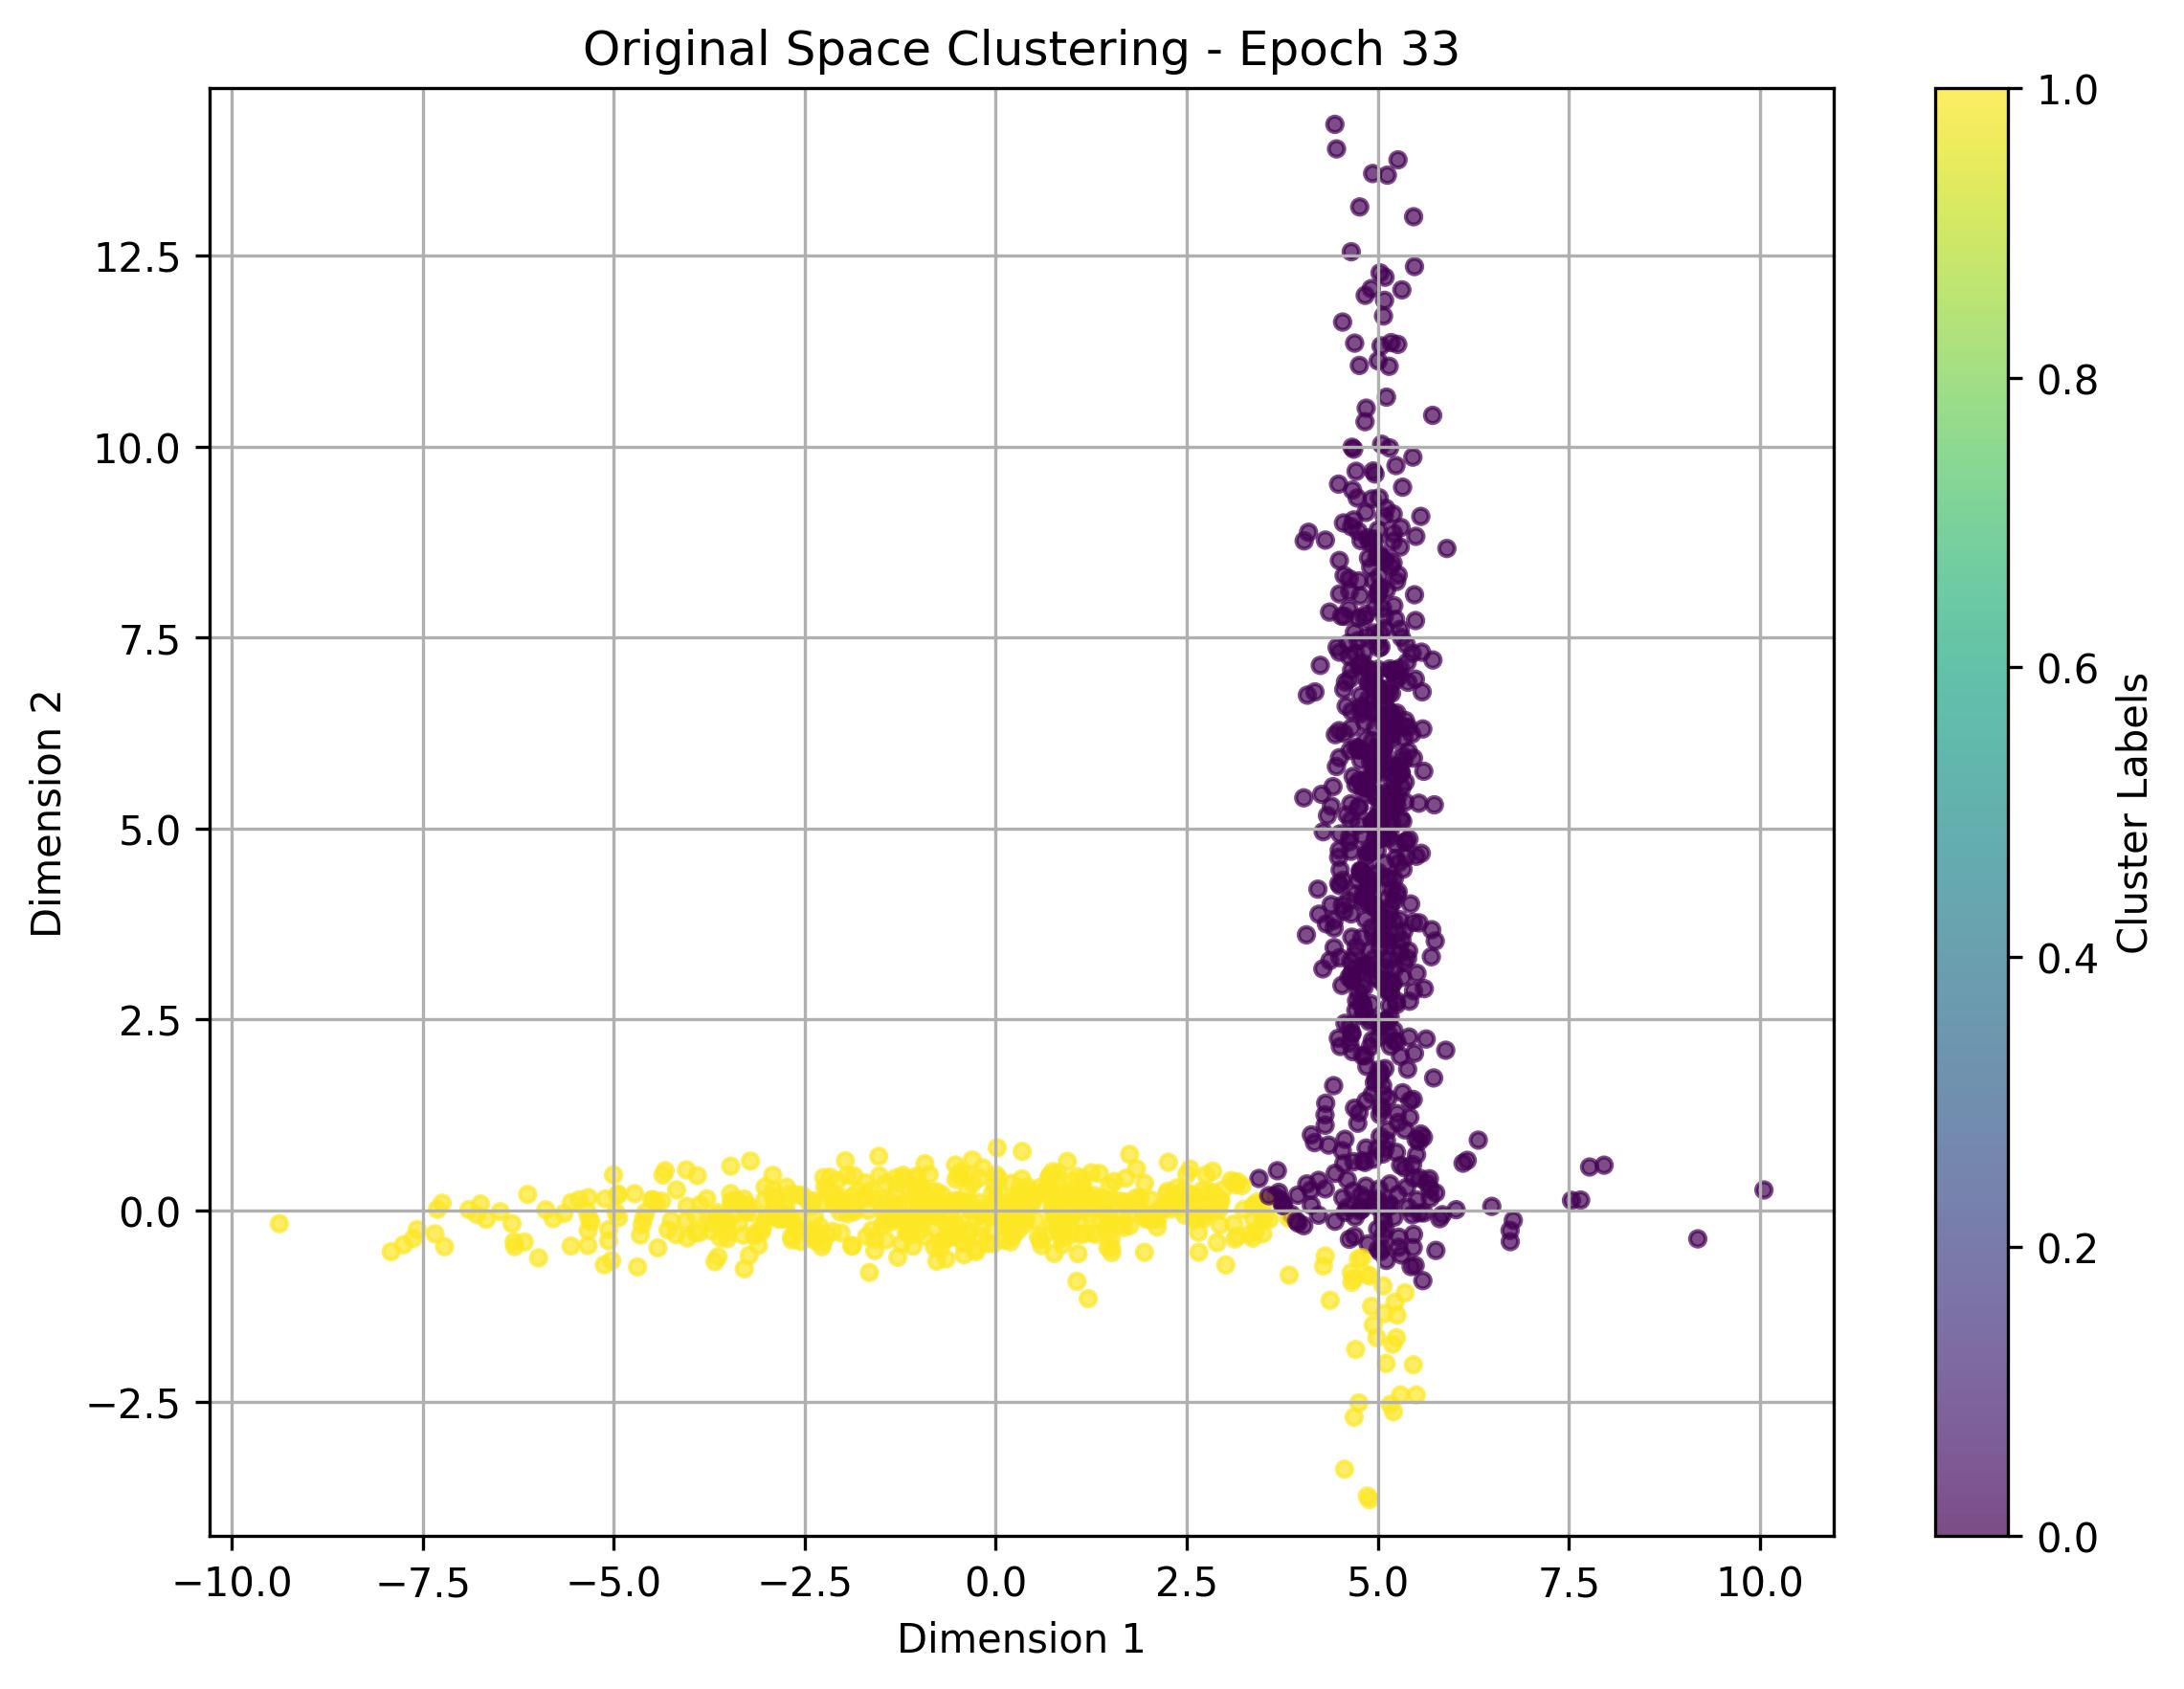 Original Space Clustering - Epoch 33
12.5
10.0
7.5
5.0
2.5
0.0
−2.5
Dimension 2
−10.0 −7.5 −5.0 −2.5 0.0 2.5 5.0 7.5 10.0
Dimension 1
1.0
0.8
0.6
0.4
0.2
0.0
Cluster Labels